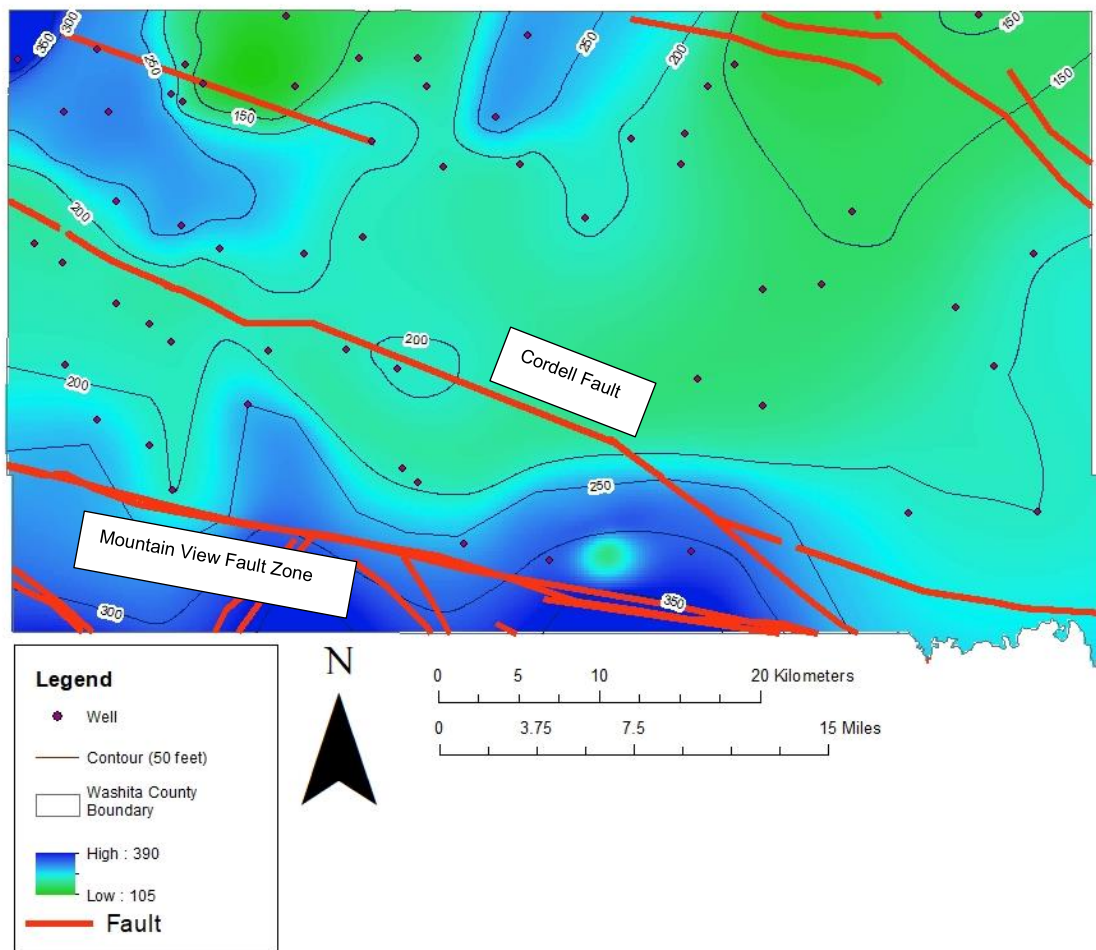 300
350
250
150
250
200
150
150
200
200
Cordell Fault
200
250
Mountain View Fault Zone
300
350
Legend
Well
Contour (50 feet)
Washita County
Boundary
High : 390
Low : 105
Fault
N
0 5 10 20 Kilometers
0 3.75 7.5 15 Miles